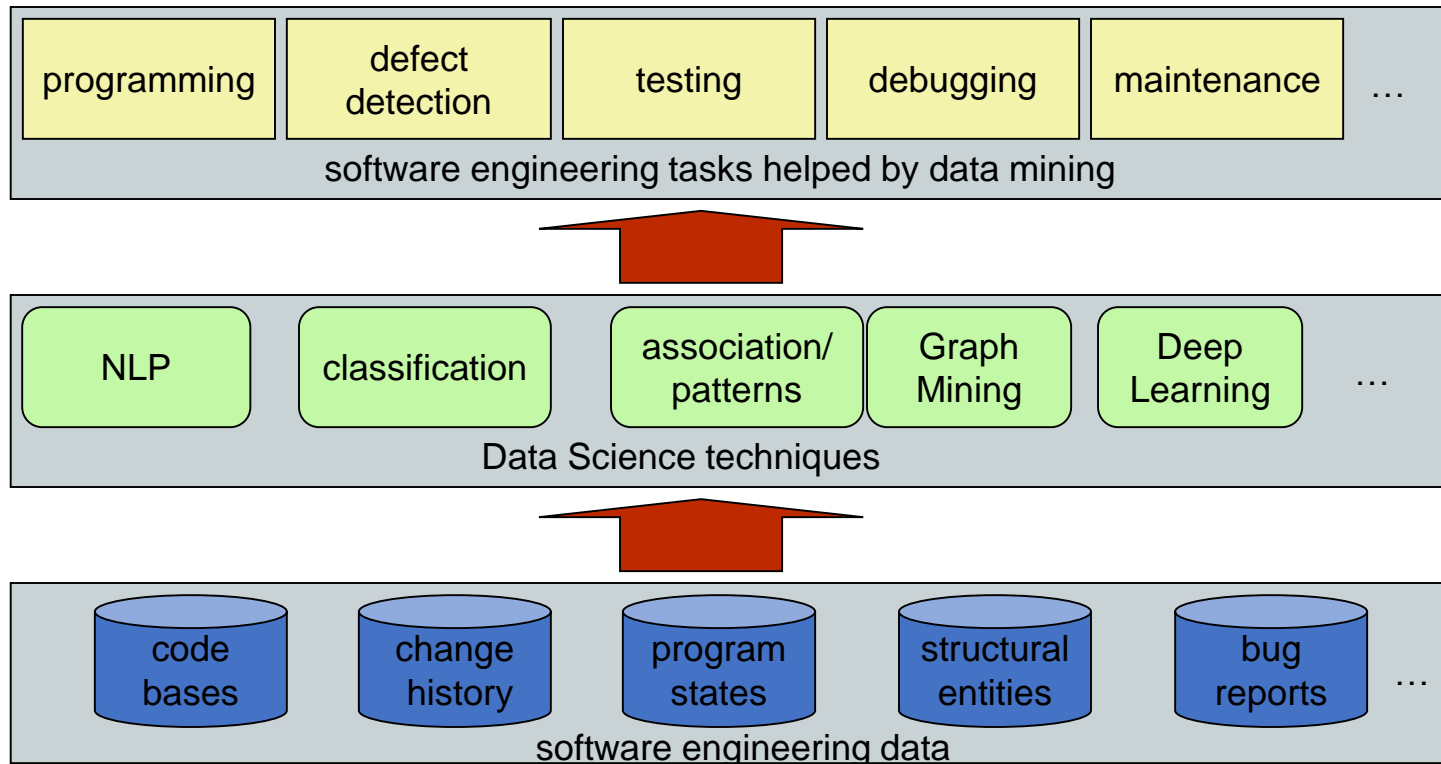 programming
defect
detection
testing
debugging
maintenance
…
software engineering tasks helped by data mining
NLP
classification
association/
patterns
Graph
Mining
Deep
Learning
…
Data Science techniques
code
bases
change
history
program
states
structural
entities
bug
reports
…
software engineering data